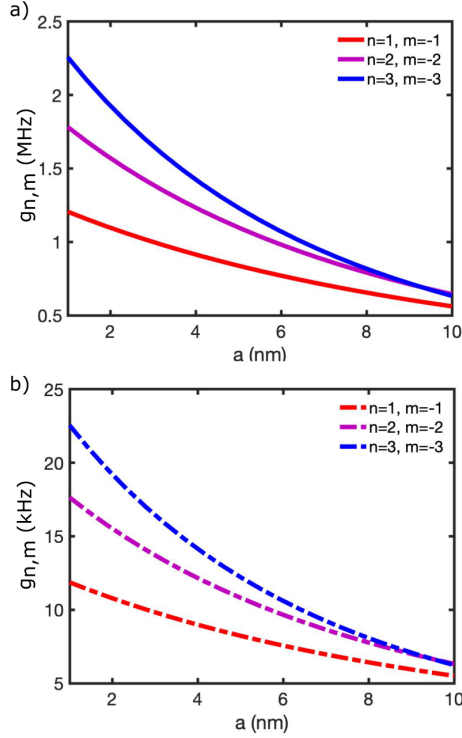 a)
2.5
2
1.5
1
0.5
gn,m (MHz)
n=1, m=-1
n=2, m=-2
n=3, m=-3
2 4 6 8 10
a (nm)
b)
25
20
15
10
5
gn,m (kHz)
n=1, m=-1
n=2, m=-2
n=3, m=-3
2 4 6 8 10
a (nm)